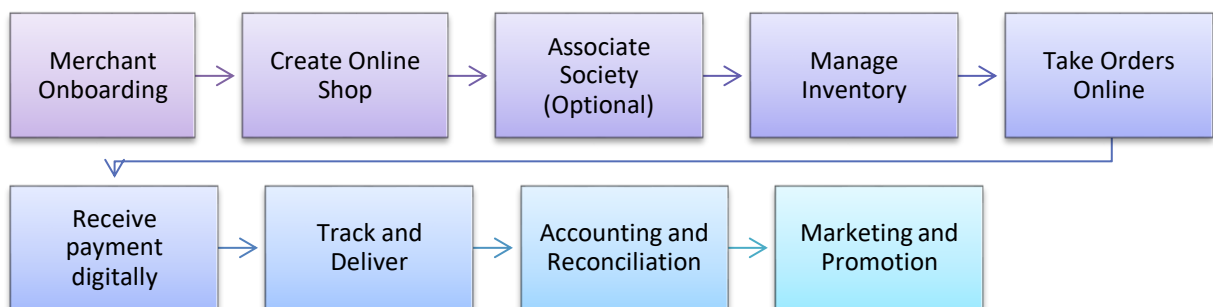 Merchant
Onboarding
Create Online
Shop
Associate
Society
(Optional)
Manage
Inventory
Take Orders
Online
Receive
payment
digitally
Track and
Deliver
Accounting and
Reconciliation
Marketing and
Promotion